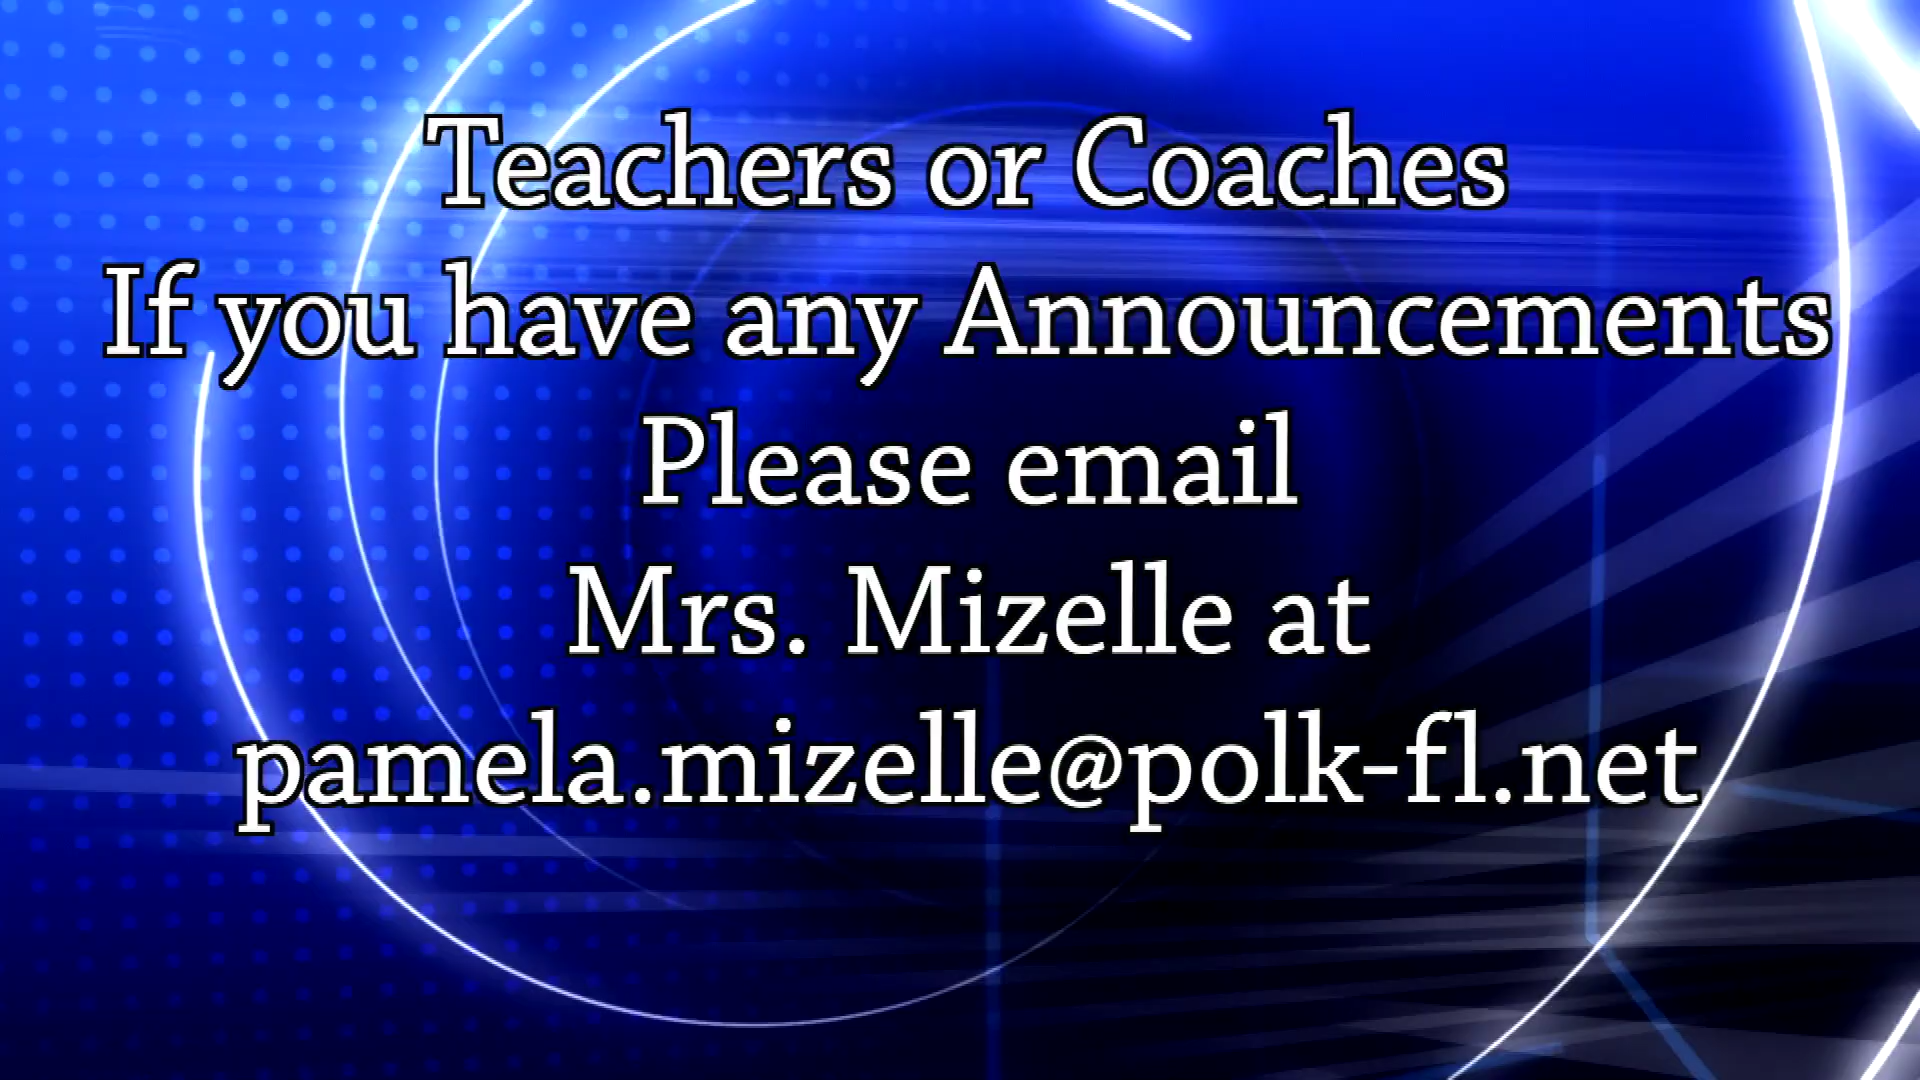 Teachers or Coaches
If you have any Announcements
Please email
Mrs. Mizelle at
pamela.mizelle@polk-fl.net